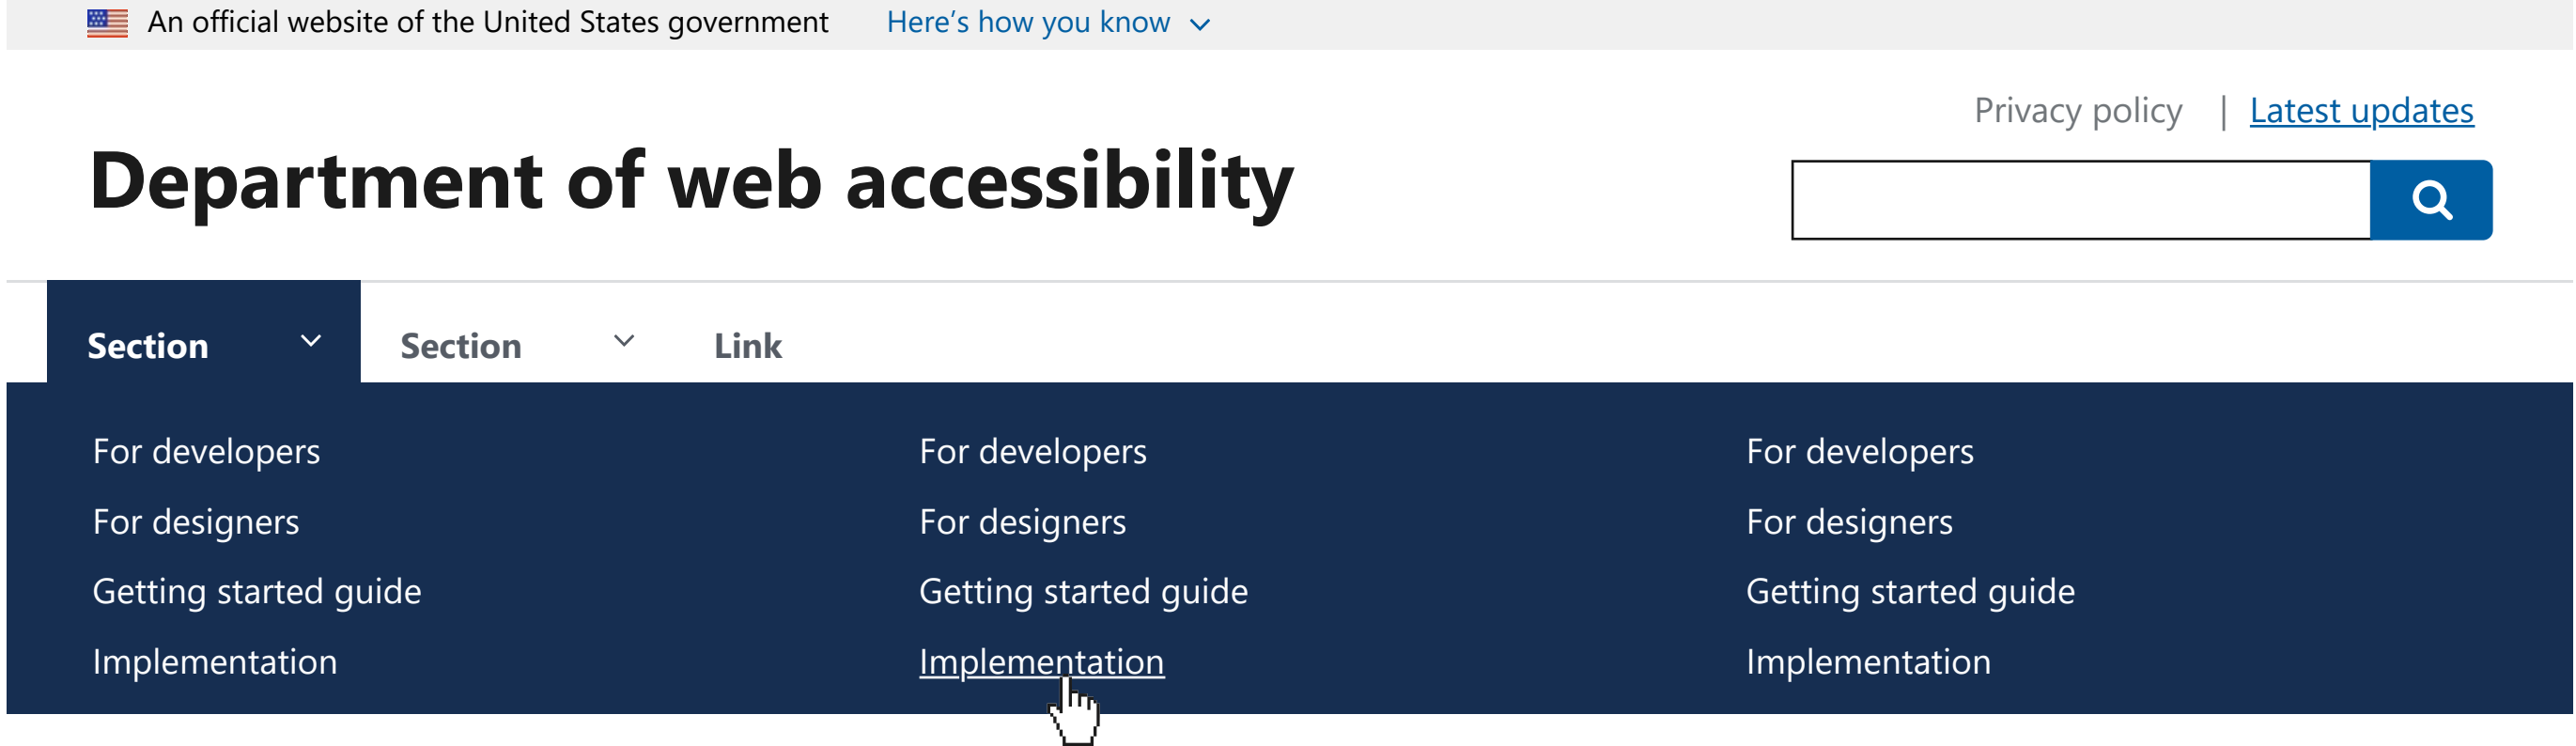 An official website of the United States government Here’s how you know
Privacy policy | Latest updates
Department of web accessibility
Section Section Link
For developers For developers For developers
For designers For designers For designers
Getting started guide Getting started guide Getting started guide
Implementation Implementation Implementation